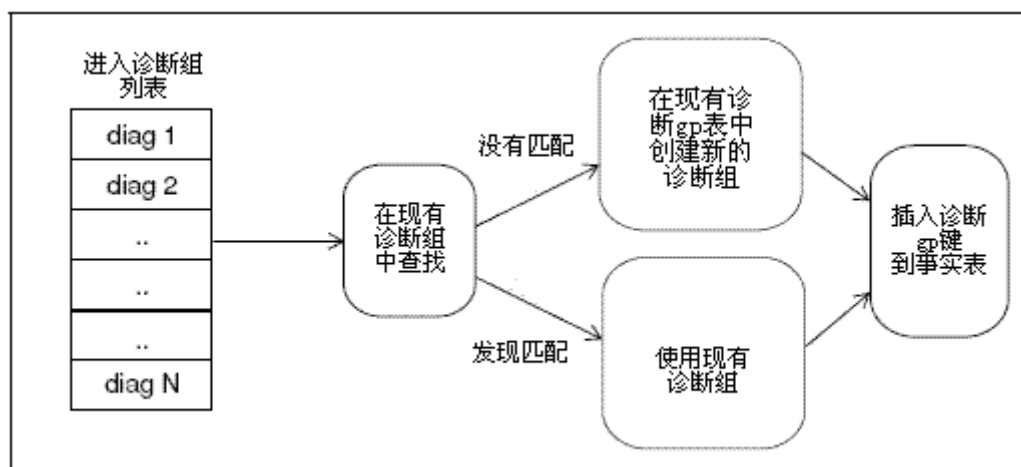 进入诊断组
列表
diag 1
diag 2
..
..
..
diag N
在现有
诊断组
中查找
没有匹配
发现匹配
在现有诊
断gp表中
创建新的
诊断组
使用现有
诊断组
插入诊断
gp键
到事实表